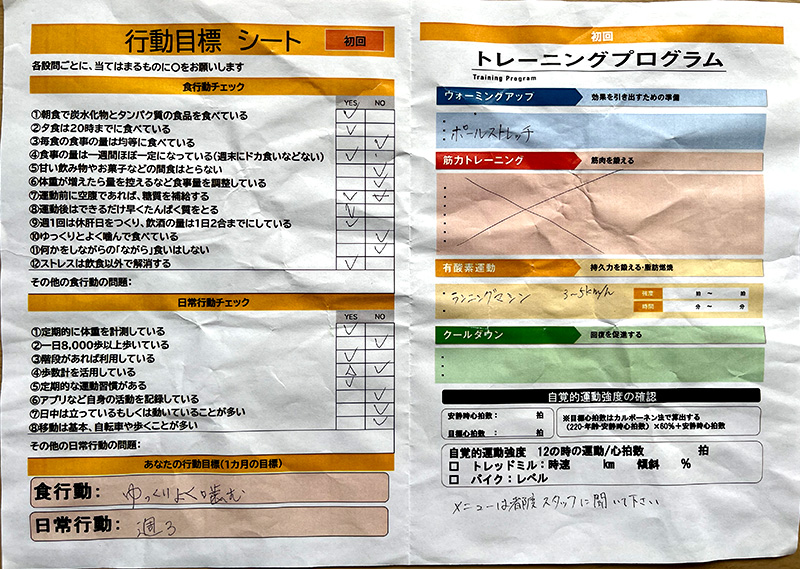 行動目標 シート 初回
各設問ごとに、当てはまるものに〇をお願いします
食行動チェック
YES NO
①朝食で炭水化物とタンパク質の食品を食べている
②夕食は20時までに食べている
③毎食の食事の量は均等に食べている
④食事の量は一週間ほぼ一定になっている(週末にドカ食いなどない)
⑤甘い飲み物やお菓子などの間食はとらない
⑥体重が増えたら量を控えるなど食事量を調整している
⑦運動前に空腹であれば、糖質を補給する
⑧運動後はできるだけ早くたんぱく質をとる
⑨週1回は休肝日をつくり、飲酒の量は1日2合までにしている
⑩ゆっくりとよく噛んで食べている
⑪何かをしながらの「ながら」食いはしない
⑫ストレスは飲食以外で解消する
その他の食行動の問題:
日常行動チェック
YES NO
①定期的に体重を計測している
②一日8,000歩以上歩いている
③階段があれば利用している
④歩数計を活用している
⑤定期的な運動習慣がある
⑥アプリなど自身の活動を記録している
⑦日中は立っているもしくは動いていることが多い
⑧移動は基本、自転車や歩くことが多い
その他の日常行動の問題:
あなたの行動目標(1カ月の目標)
食行動: ゆっくりよく噛む
日常行動: 週3
初回
トレーニングプログラム
Training Program
ウォーミングアップ 効果を引き出すための準備
ポールストレッチ
筋力トレーニング 筋肉を鍛える
有酸素運動 持久力を鍛える・脂肪燃焼
ランニングマシン 3〜5km/h 強度 拍 〜 拍
時間 分 〜 分
クールダウン 回復を促進する
自覚的運動強度の確認
安静時心拍数: 拍
目標心拍数: 拍
※目標心拍数はカルボーネン法で算出する
(220-年齢-安静時心拍数)×60%+安静時心拍数
自覚的運動強度 12の時の運動/心拍数 拍
□ トレッドミル:時速 km 傾斜 %
□ バイク:レベル
メニューは都度スタッフに聞いて下さい